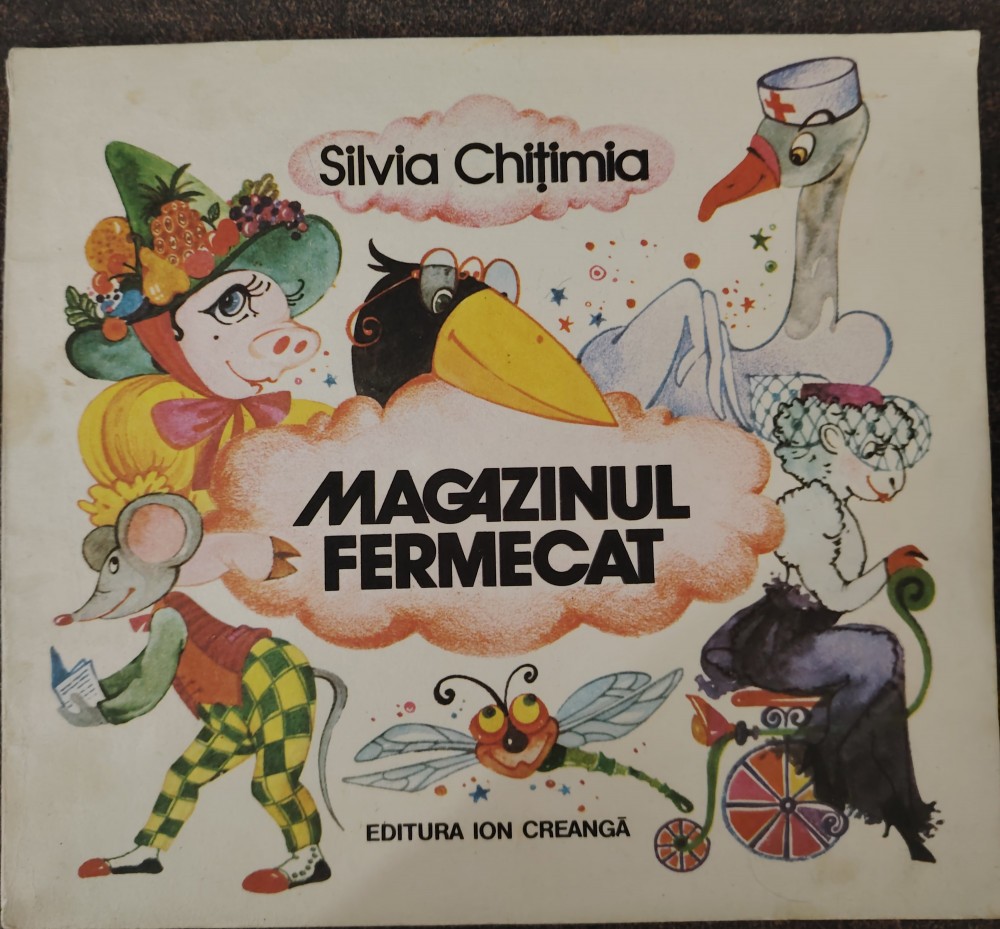 Silvia Chițimia
MAGAZINUL
FERMECAT
EDITURA ION CREANGĂ